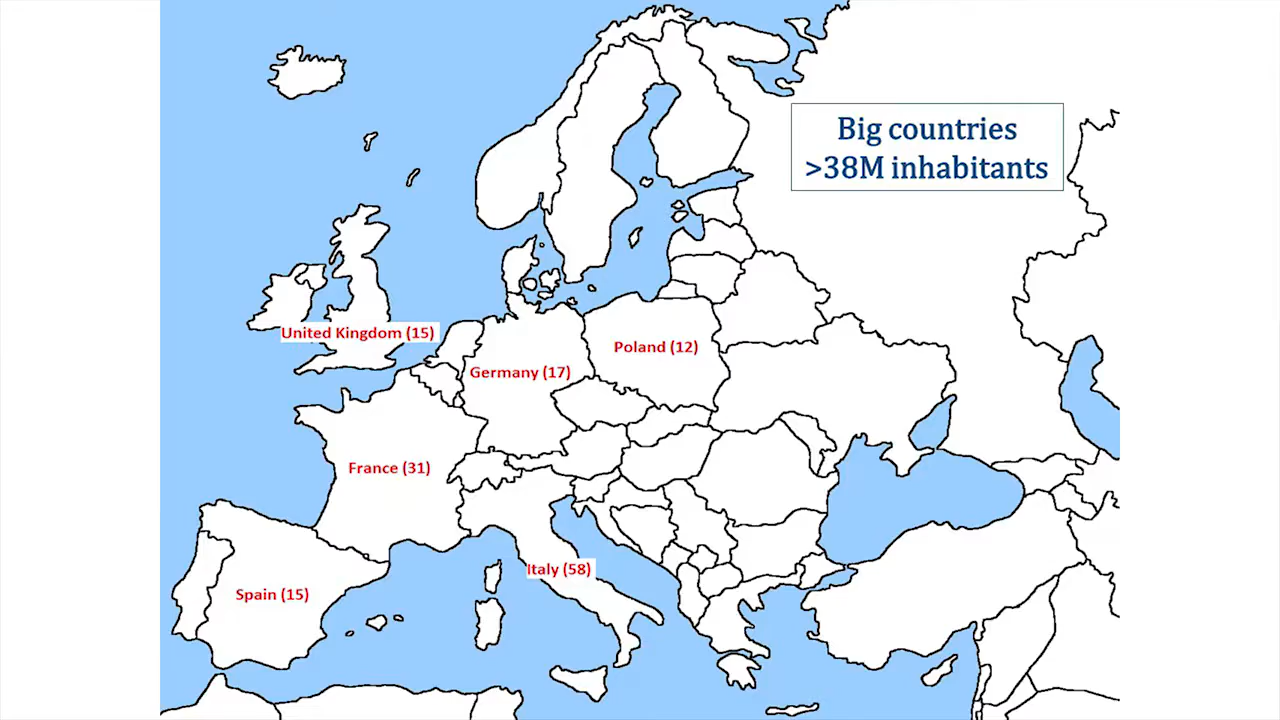 Big countries
>38M inhabitants
United Kingdom (15)
Poland (12)
Germany (17)
France (31)
Italy (58)
Spain (15)